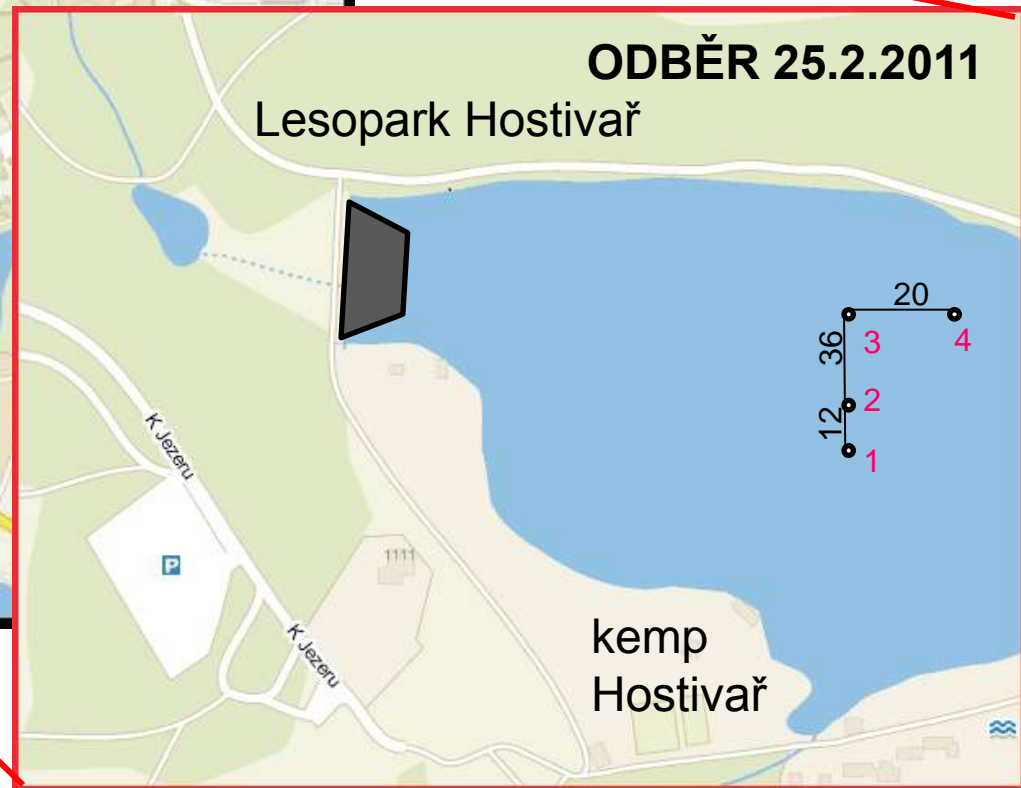 ODBĚR 25.2.2011
Lesopark Hostivař
20
36
3
4
12
2
1
K Jezeru
P
1111
K Jezeru
kemp
Hostivař